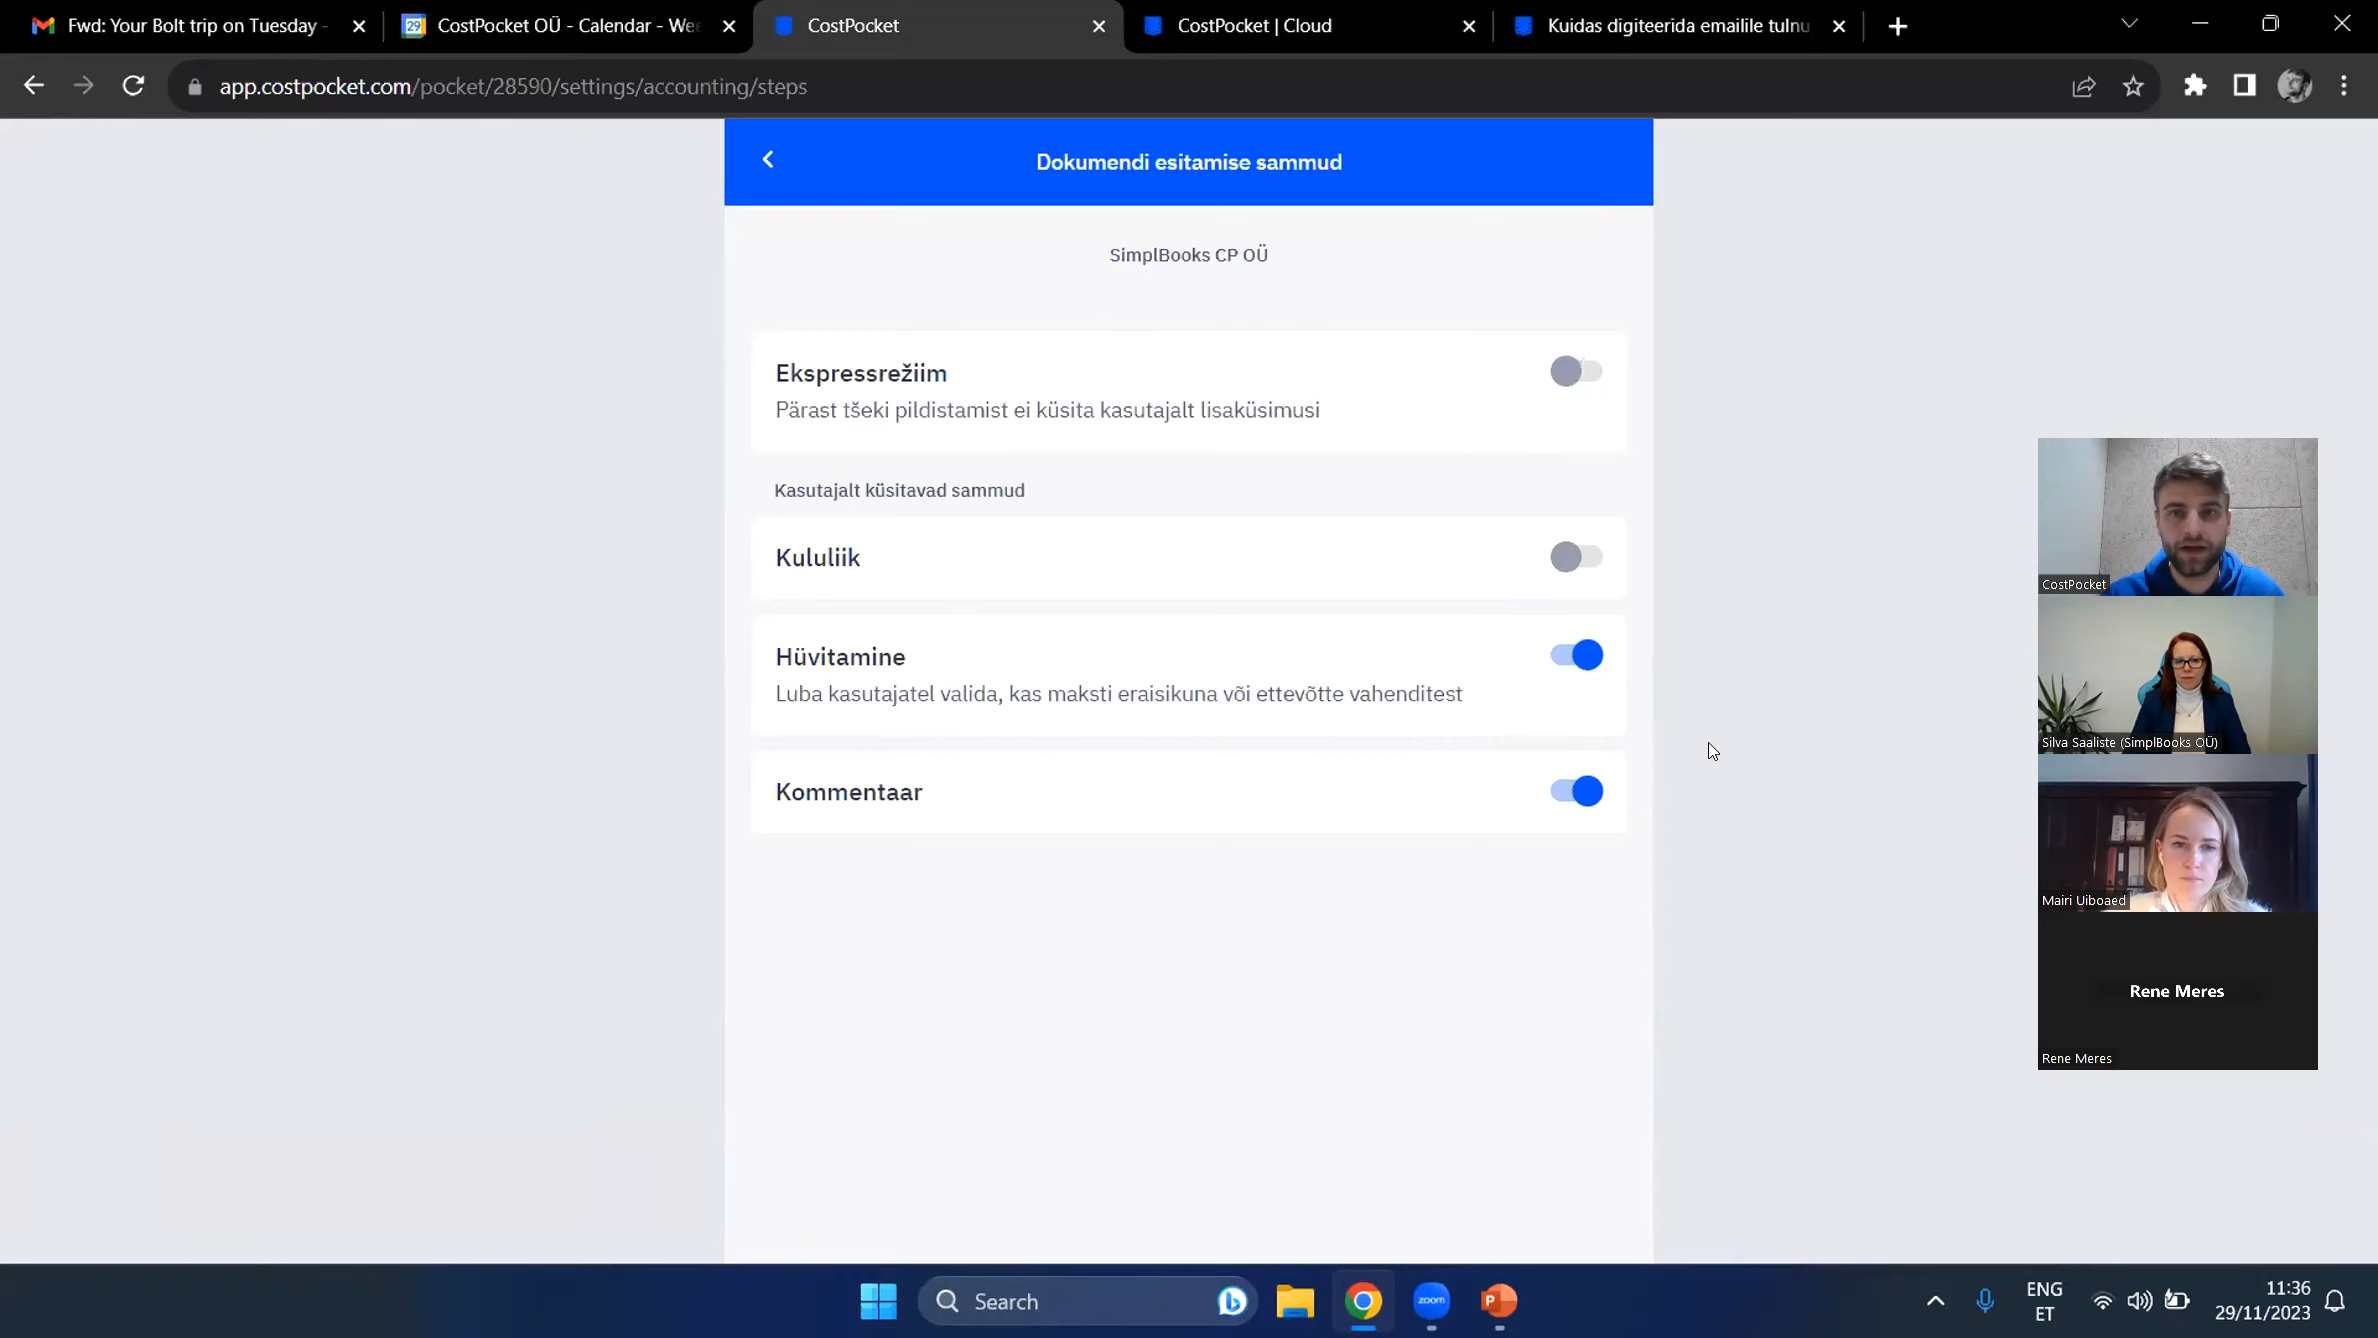 Fwd: Your Bolt trip on Tuesday -
CostPocket OÜ - Calendar - Wee
CostPocket
CostPocket | Cloud
Kuidas digiteerida emailile tulnu
app.costpocket.com/pocket/28590/settings/accounting/steps
Dokumendi esitamise sammud
SimplBooks CP OÜ
Ekspressrežiim
Pärast tšeki pildistamist ei küsita kasutajalt lisaküsimusi
Kasutajalt küsitavad sammud
Kululiik
Hüvitamine
Luba kasutajatel valida, kas maksti eraisikuna või ettevõtte vahenditest
Kommentaar
CostPocket
Silva Saaliste (SimplBooks OÜ)
Mairi Uiboaed
Rene Meres
Rene Meres
Search
zoom
P
ENG
ET
11:36
29/11/2023